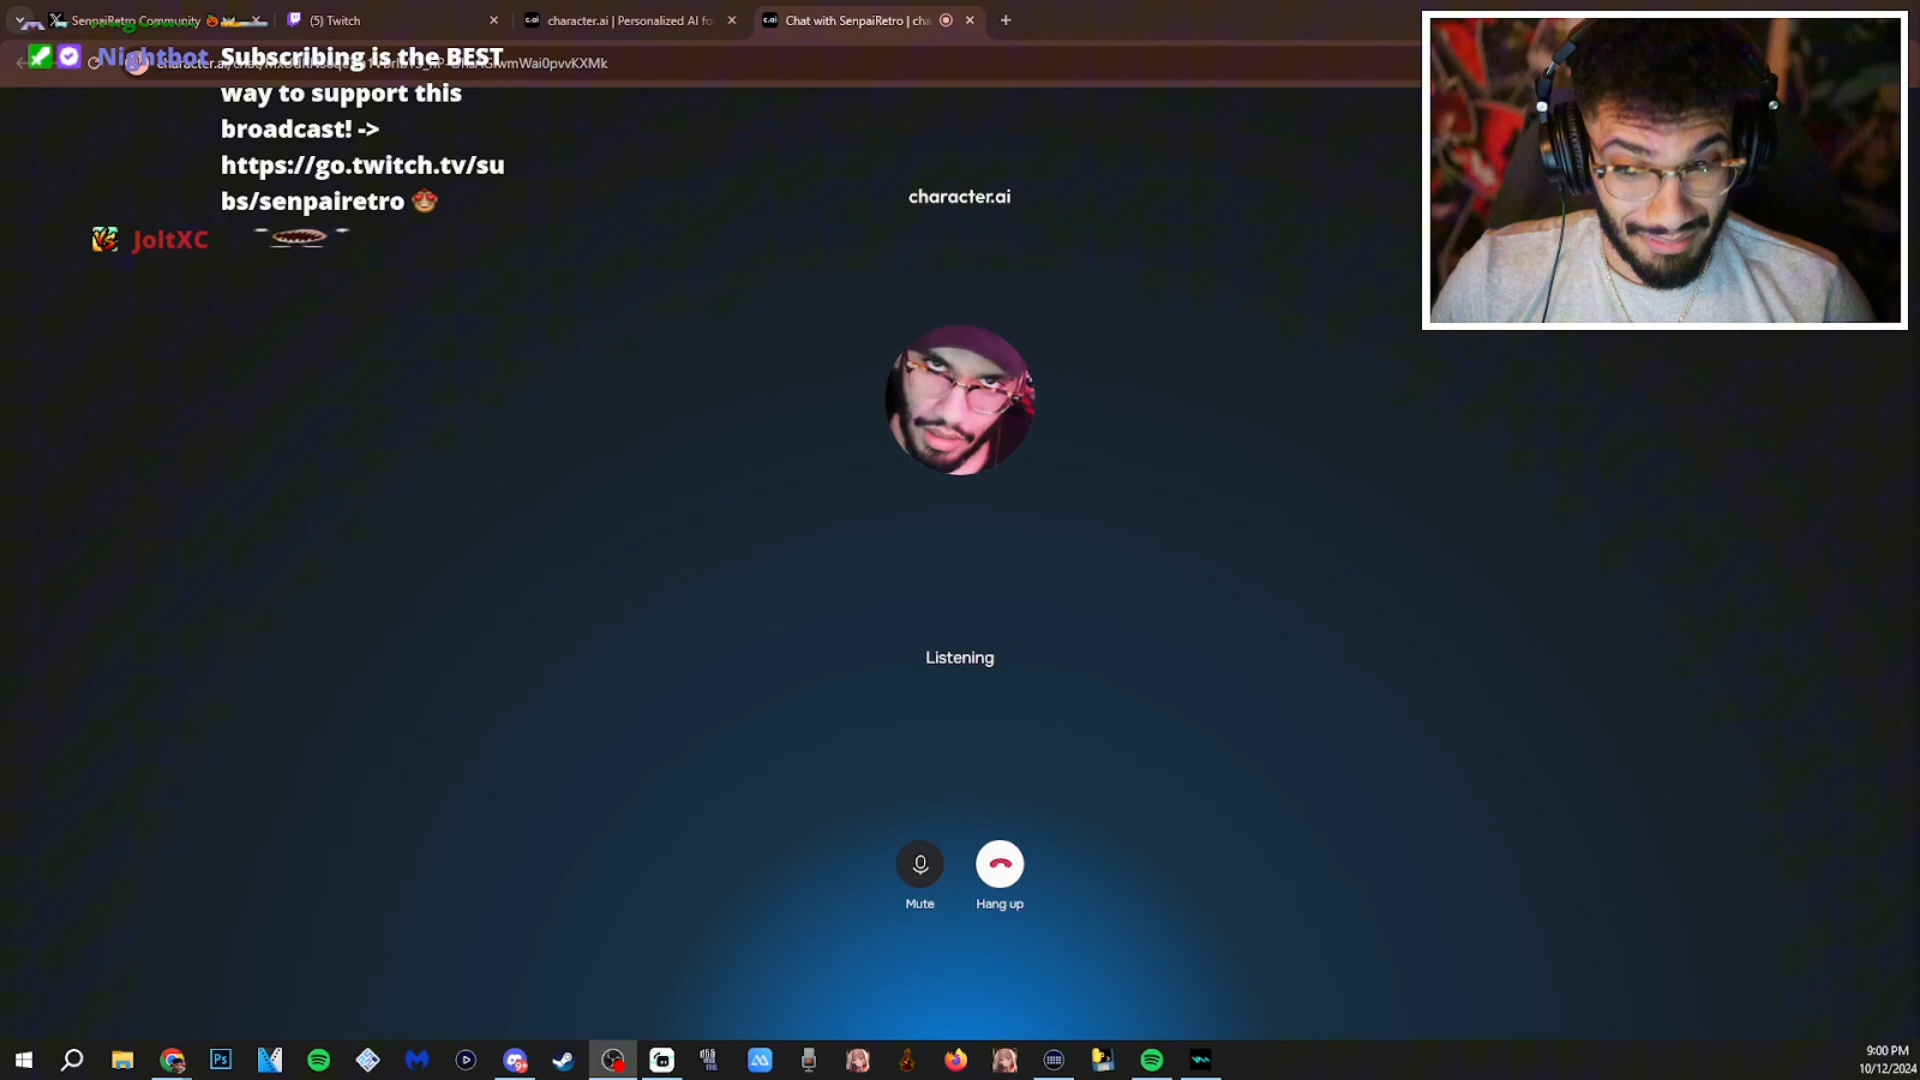 SenpaiRetro Community
(5) Twitch
character.ai | Personalized AI fo
Chat with SenpaiRetro | cha
Nightbot Subscribing is the BEST
way to support this
broadcast! ->
https://go.twitch.tv/su
bs/senpairetro
JoltXC
character.ai
Listening
Mute
Hang up
Ps
9:00 PM
10/12/2024